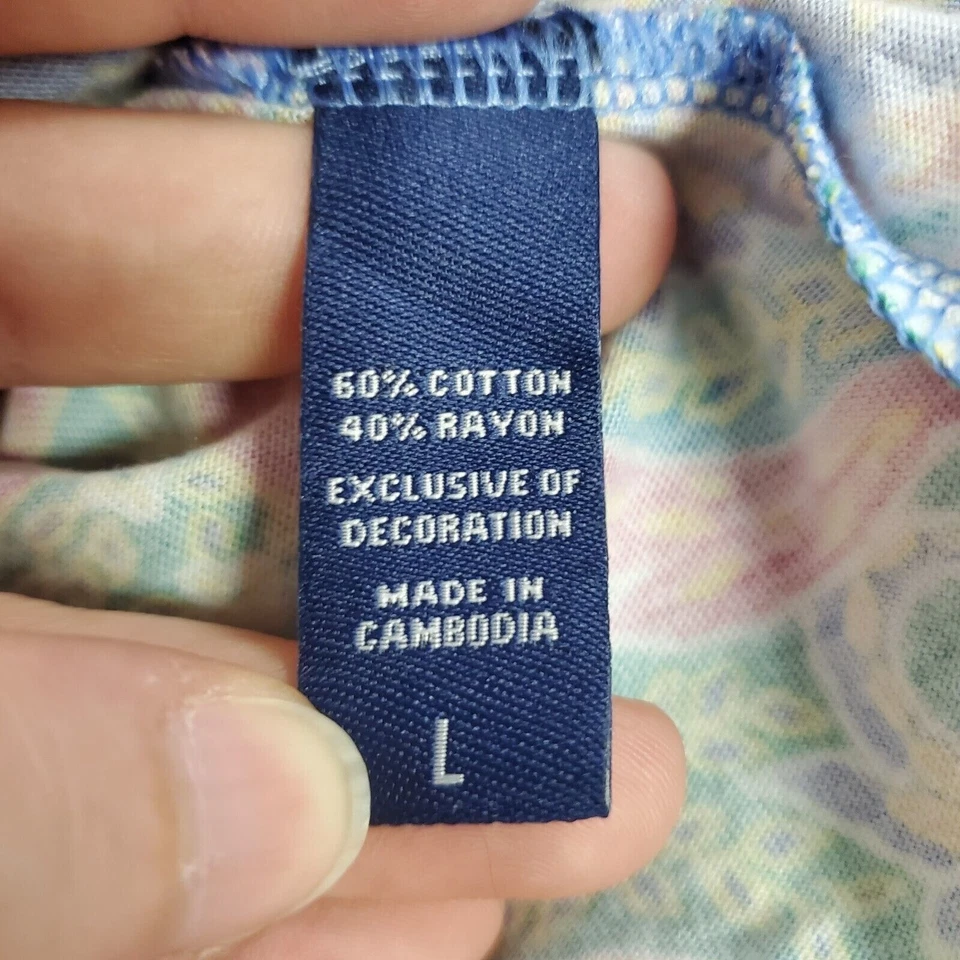 60% COTTON
40% RAYON
EXCLUSIVE OF
DECORATION
MADE IN
CAMBODIA
L